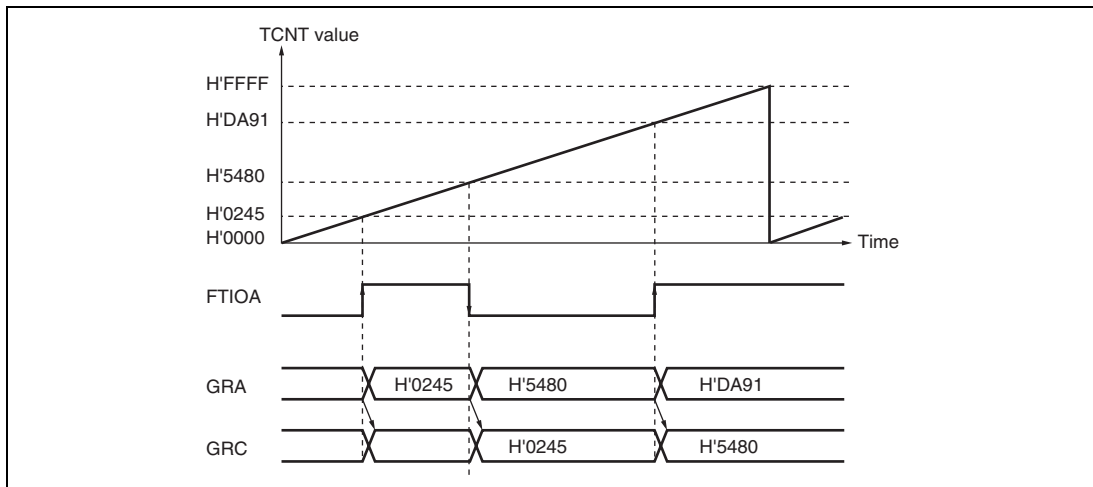 TCNT value
H'FFFF
H'DA91
H'5480
H'0245
H'0000
Time
FTIOA
GRA H'0245 H'5480 H'DA91
GRC H'0245 H'5480